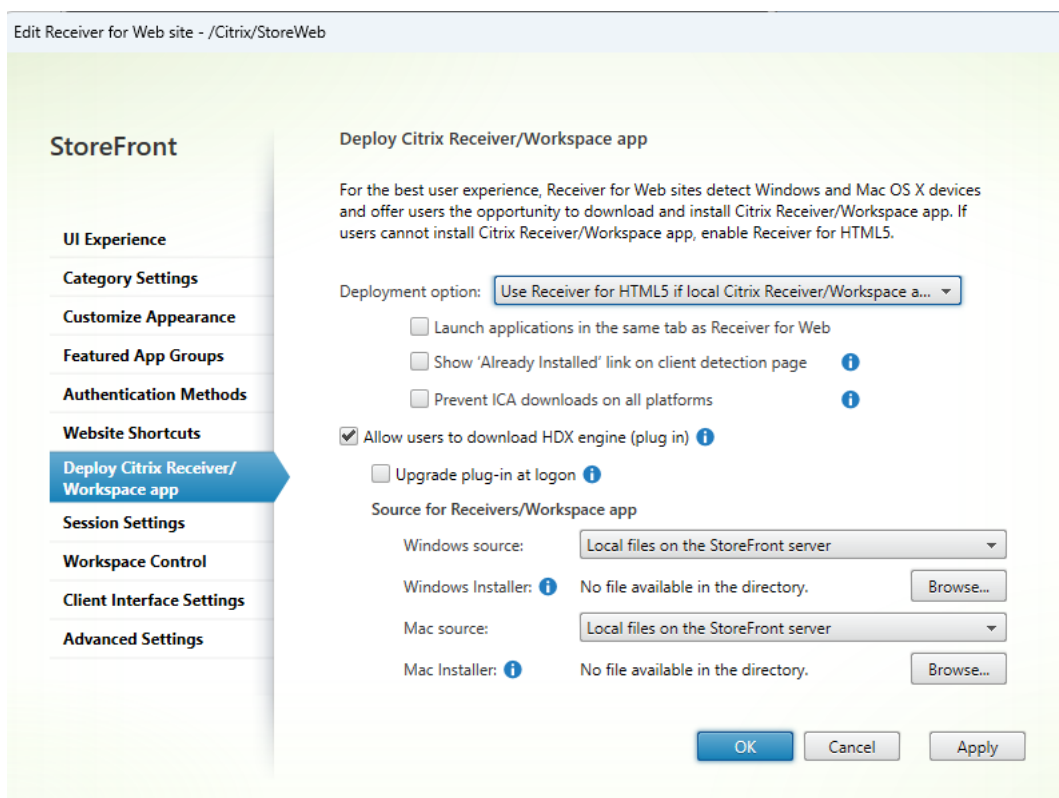 Edit Receiver for Web site - /Citrix/StoreWeb
StoreFront
UI Experience
Category Settings
Customize Appearance
Featured App Groups
Authentication Methods
Website Shortcuts
Deploy Citrix Receiver/
Workspace app
Session Settings
Workspace Control
Client Interface Settings
Advanced Settings
Deploy Citrix Receiver/Workspace app
For the best user experience, Receiver for Web sites detect Windows and Mac OS X devices
and offer users the opportunity to download and install Citrix Receiver/Workspace app. If
users cannot install Citrix Receiver/Workspace app, enable Receiver for HTML5.
Deployment option: Use Receiver for HTML5 if local Citrix Receiver/Workspace a...
Launch applications in the same tab as Receiver for Web
Show 'Already Installed' link on client detection page
Prevent ICA downloads on all platforms
Allow users to download HDX engine (plug in)
Upgrade plug-in at logon
Source for Receivers/Workspace app
Windows source: Local files on the StoreFront server
Windows Installer: No file available in the directory. Browse...
Mac source: Local files on the StoreFront server
Mac Installer: No file available in the directory. Browse...
OK Cancel Apply